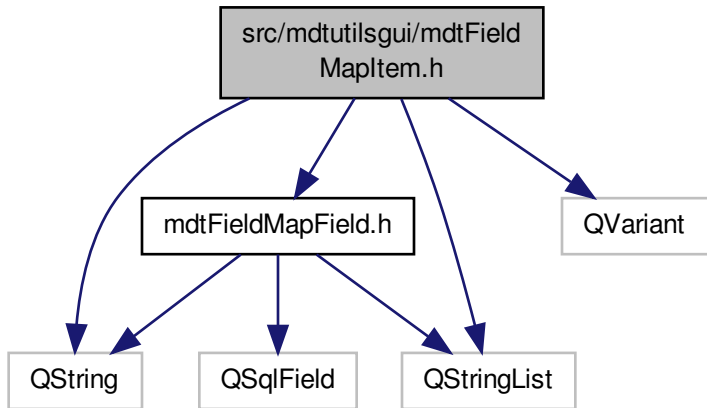 src/mdtutilsgui/mdtField
MapItem.h
mdtFieldMapField.h
QVariant
QString
QSqlField
QStringList